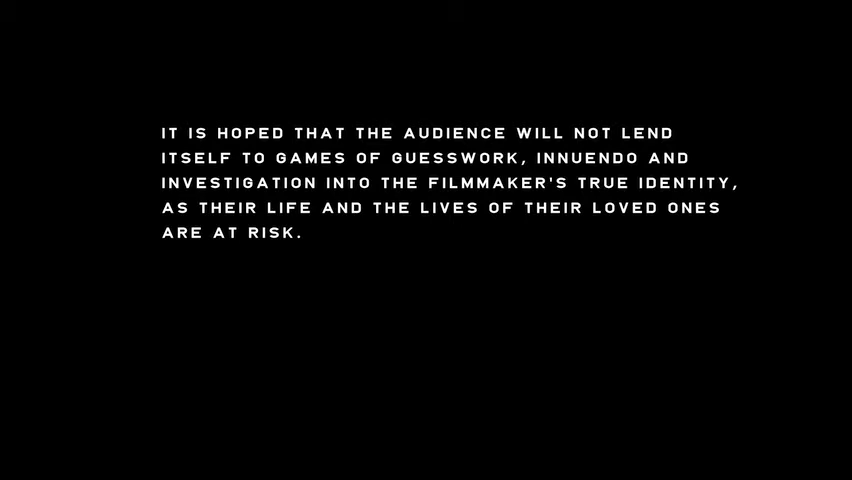 IT IS HOPED THAT THE AUDIENCE WILL NOT LEND
ITSELF TO GAMES OF GUESSWORK, INNUENDO AND
INVESTIGATION INTO THE FILMMAKER'S TRUE IDENTITY,
AS THEIR LIFE AND THE LIVES OF THEIR LOVED ONES
ARE AT RISK.